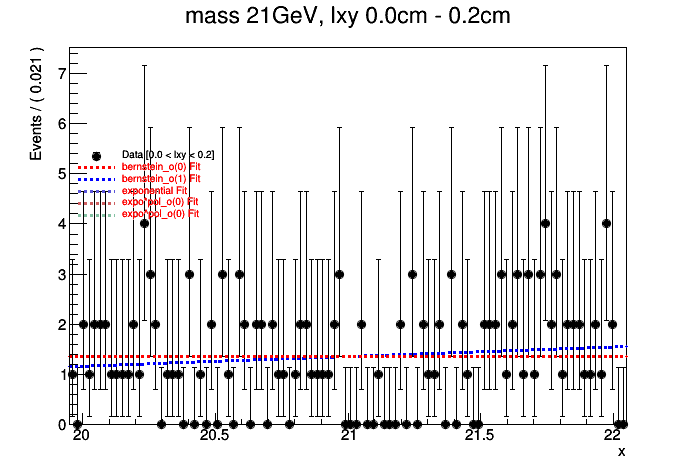 mass 21GeV, lxy 0.0cm - 0.2cm
Events / ( 0.021 )
7
6
5
4
3
2
1
0
Data [0.0 < lxy < 0.2]
bernstein_o(0) Fit
bernstein_o(1) Fit
exponential Fit
expo*pol_o(0) Fit
expo*pol_o(0) Fit
20 20.5 21 21.5 22
x